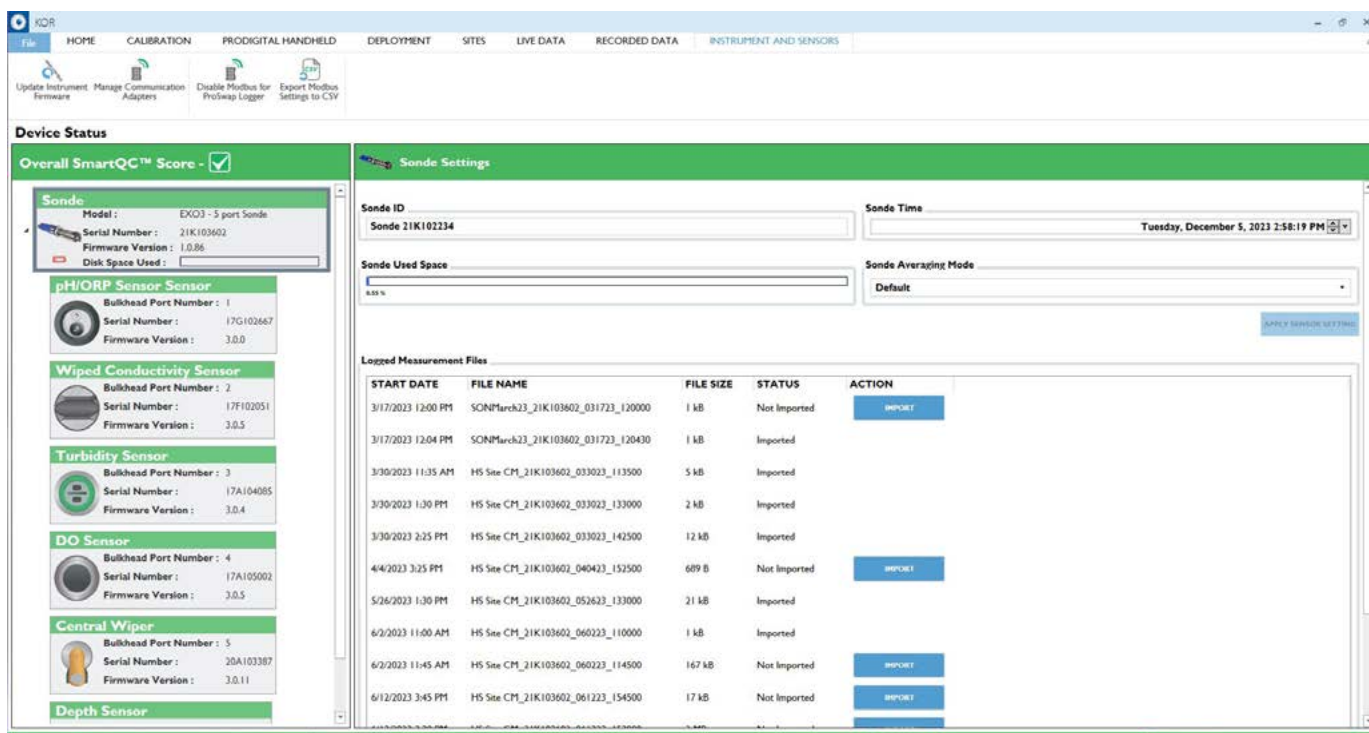 KOR
File HOME CALIBRATION PRODIGITAL HANDHELD DEPLOYMENT SITES LIVE DATA RECORDED DATA INSTRUMENT AND SENSORS
Update Instrument Firmware
Manage Communication Adapters
Disable Modbus for ProSwap Logger
Export Modbus Settings to CSV
Device Status
Overall SmartQC™ Score -
Sonde
Model : EXO3 - 5 port Sonde
Serial Number : 21K103602
Firmware Version : 1.0.86
Disk Space Used :
pH/ORP Sensor Sensor
Bulkhead Port Number : 1
Serial Number : 17G102667
Firmware Version : 3.0.0
Wiped Conductivity Sensor
Bulkhead Port Number : 2
Serial Number : 17F102051
Firmware Version : 3.0.5
Turbidity Sensor
Bulkhead Port Number : 3
Serial Number : 17A104085
Firmware Version : 3.0.4
DO Sensor
Bulkhead Port Number : 4
Serial Number : 17A105002
Firmware Version : 3.0.5
Central Wiper
Bulkhead Port Number : 5
Serial Number : 20A103387
Firmware Version : 3.0.11
Depth Sensor
Sonde Settings
Sonde ID
Sonde 21K102234
Sonde Time
Tuesday, December 5, 2023 2:58:19 PM
Sonde Used Space
0.55 %
Sonde Averaging Mode
Default
APPLY SENSOR SETTING
Logged Measurement Files
START DATE FILE NAME FILE SIZE STATUS ACTION
3/17/2023 12:00 PM SONMarch23_21K103602_031723_120000 1 kB Not Imported IMPORT
3/17/2023 12:04 PM SONMarch23_21K103602_031723_120430 1 kB Imported
3/30/2023 11:35 AM HS Site CM_21K103602_033023_113500 5 kB Imported
3/30/2023 1:30 PM HS Site CM_21K103602_033023_133000 2 kB Imported
3/30/2023 2:25 PM HS Site CM_21K103602_033023_142500 12 kB Imported
4/4/2023 3:25 PM HS Site CM_21K103602_040423_152500 689 B Not Imported IMPORT
5/26/2023 1:30 PM HS Site CM_21K103602_052623_133000 21 kB Imported
6/2/2023 11:00 AM HS Site CM_21K103602_060223_110000 1 kB Imported
6/2/2023 11:45 AM HS Site CM_21K103602_060223_114500 167 kB Not Imported IMPORT
6/12/2023 3:45 PM HS Site CM_21K103602_061223_154500 17 kB Not Imported IMPORT